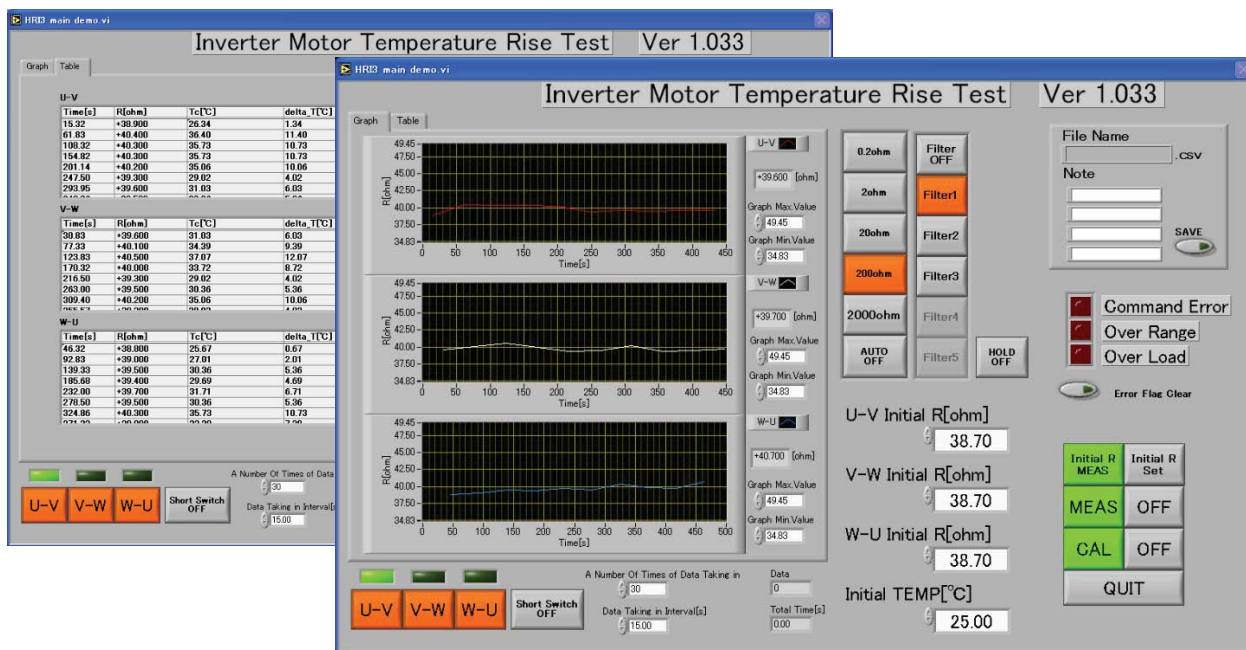 HRI3 main demo.vi
Inverter Motor Temperature Rise Test Ver 1.033
Graph Table
U-V
Time[s] R[ohm] Tc[℃] delta_T[℃]
15.32 +38.900 26.34 1.34
61.83 +40.400 36.40 11.40
108.32 +40.300 35.73 10.73
154.82 +40.300 35.73 10.73
201.14 +40.200 35.06 10.06
247.50 +39.300 29.02 4.02
293.95 +39.600 31.03 6.03
V-W
Time[s] R[ohm] Tc[℃] delta_T[℃]
30.83 +39.600 31.03 6.03
77.33 +40.100 34.39 9.39
123.83 +40.500 37.07 12.07
170.32 +40.000 33.72 8.72
216.50 +39.300 29.02 4.02
263.00 +39.500 30.36 5.36
309.40 +40.200 35.06 10.06
W-U
Time[s] R[ohm] Tc[℃] delta_T[℃]
46.32 +38.800 25.67 0.67
92.83 +39.000 27.01 2.01
139.33 +39.500 30.36 5.36
185.68 +39.400 29.69 4.69
232.00 +39.700 31.71 6.71
278.50 +39.500 30.36 5.36
324.86 +40.300 35.73 10.73
U-V V-W W-U
Short Switch
OFF
A Number Of Times of Data
30
Data Taking in Interval[s
15.00
HRI3 main demo.vi
Inverter Motor Temperature Rise Test Ver 1.033
Graph Table
49.45
47.50
45.00
42.50
40.00
37.50
34.83
R[ohm]
0 50 100 150 200 250 300 350 400 450
Time[s]
U-V
+39.600 [ohm]
Graph Max.Value
49.45
Graph Min.Value
34.83
49.45
47.50
45.00
42.50
40.00
37.50
34.83
R[ohm]
0 50 100 150 200 250 300 350 400 450
Time[s]
V-W
+39.700 [ohm]
Graph Max.Value
49.45
Graph Min.Value
34.83
49.45
47.50
45.00
42.50
40.00
37.50
34.83
R[ohm]
0 50 100 150 200 250 300 350 400 450 500
Time[s]
W-U
+40.700 [ohm]
Graph Max.Value
49.45
Graph Min.Value
34.83
0.2ohm
2ohm
20ohm
200ohm
2000ohm
AUTO
OFF
Filter
OFF
Filter1
Filter2
Filter3
Filter4
Filter5
HOLD
OFF
File Name
.csv
Note
SAVE
Command Error
Over Range
Over Load
Error Flag Clear
U-V Initial R[ohm]
38.70
V-W Initial R[ohm]
38.70
W-U Initial R[ohm]
38.70
Initial TEMP[℃]
25.00
Initial R
MEAS
Initial R
Set
MEAS OFF
CAL OFF
QUIT
U-V V-W W-U
Short Switch
OFF
A Number Of Times of Data Taking in
30
Data Taking in Interval[s]
15.00
Data
0
Total Time[s]
0.00